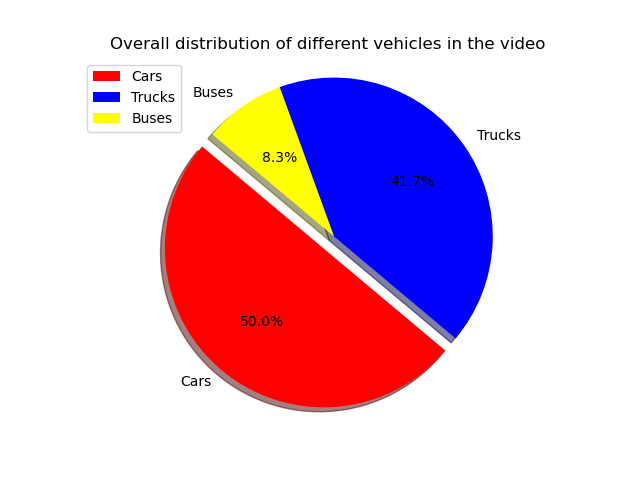 Overall distribution of different vehicles in the video
Cars
Trucks
Buses
Buses
Trucks
8.3%
41.7%
50.0%
Cars